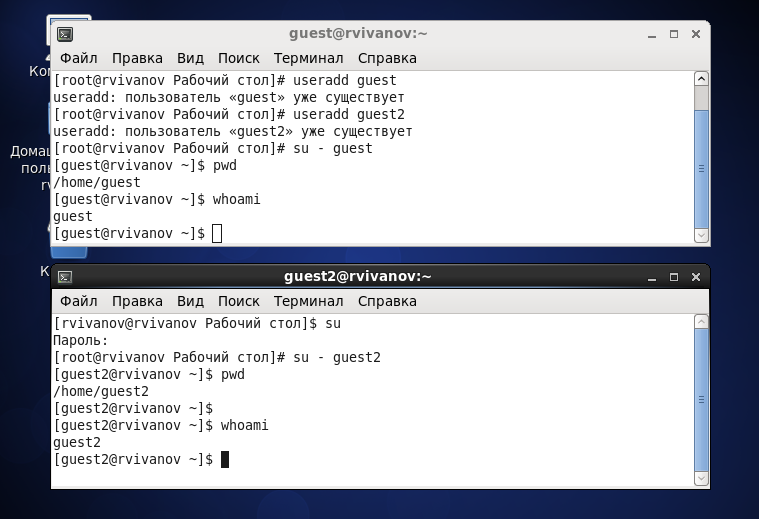 guest@rvivanov:~
Файл Правка Вид Поиск Терминал Справка
[root@rvivanov Рабочий стол]# useradd guest
useradd: пользователь «guest» уже существует
[root@rvivanov Рабочий стол]# useradd guest2
useradd: пользователь «guest2» уже существует
[root@rvivanov Рабочий стол]# su - guest
[guest@rvivanov ~]$ pwd
/home/guest
[guest@rvivanov ~]$ whoami
guest
[guest@rvivanov ~]$
guest2@rvivanov:~
Файл Правка Вид Поиск Терминал Справка
[rvivanov@rvivanov Рабочий стол]$ su
Пароль:
[root@rvivanov Рабочий стол]# su - guest2
[guest2@rvivanov ~]$ pwd
/home/guest2
[guest2@rvivanov ~]$
[guest2@rvivanov ~]$ whoami
guest2
[guest2@rvivanov ~]$